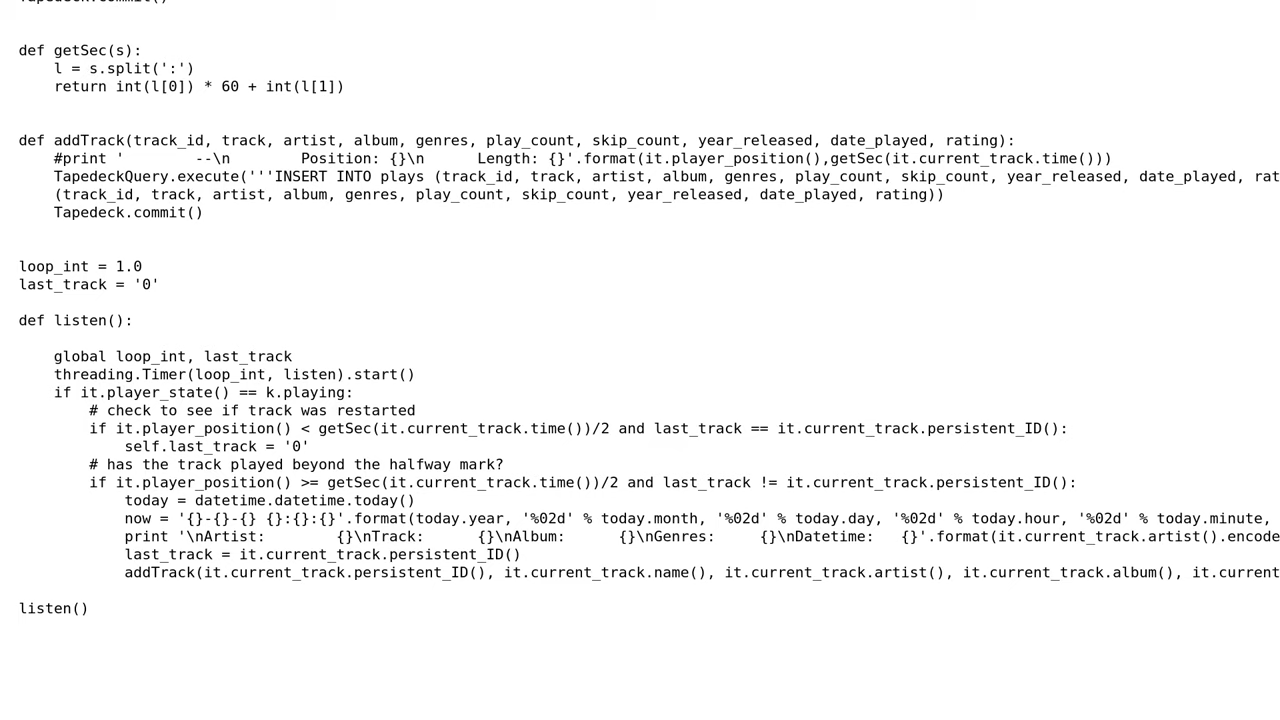 Tapedeck.commit()
def getSec(s):
    l = s.split(':')
    return int(l[0]) * 60 + int(l[1])
def addTrack(track_id, track, artist, album, genres, play_count, skip_count, year_released, date_played, rating):
    #print '        --\n        Position: {}\n      Length: {}'.format(it.player_position(),getSec(it.current_track.time()))
    TapedeckQuery.execute('''INSERT INTO plays (track_id, track, artist, album, genres, play_count, skip_count, year_released, date_played, rat
    (track_id, track, artist, album, genres, play_count, skip_count, year_released, date_played, rating))
    Tapedeck.commit()
loop_int = 1.0
last_track = '0'
def listen():
    global loop_int, last_track
    threading.Timer(loop_int, listen).start()
    if it.player_state() == k.playing:
        # check to see if track was restarted
        if it.player_position() < getSec(it.current_track.time())/2 and last_track == it.current_track.persistent_ID():
            self.last_track = '0'
        # has the track played beyond the halfway mark?
        if it.player_position() >= getSec(it.current_track.time())/2 and last_track != it.current_track.persistent_ID():
            today = datetime.datetime.today()
            now = '{}-{}-{} {}:{}:{}'.format(today.year, '%02d' % today.month, '%02d' % today.day, '%02d' % today.hour, '%02d' % today.minute,
            print '\nArtist:        {}\nTrack:      {}\nAlbum:      {}\nGenres:     {}\nDatetime:   {}'.format(it.current_track.artist().encode
            last_track = it.current_track.persistent_ID()
            addTrack(it.current_track.persistent_ID(), it.current_track.name(), it.current_track.artist(), it.current_track.album(), it.current
listen()